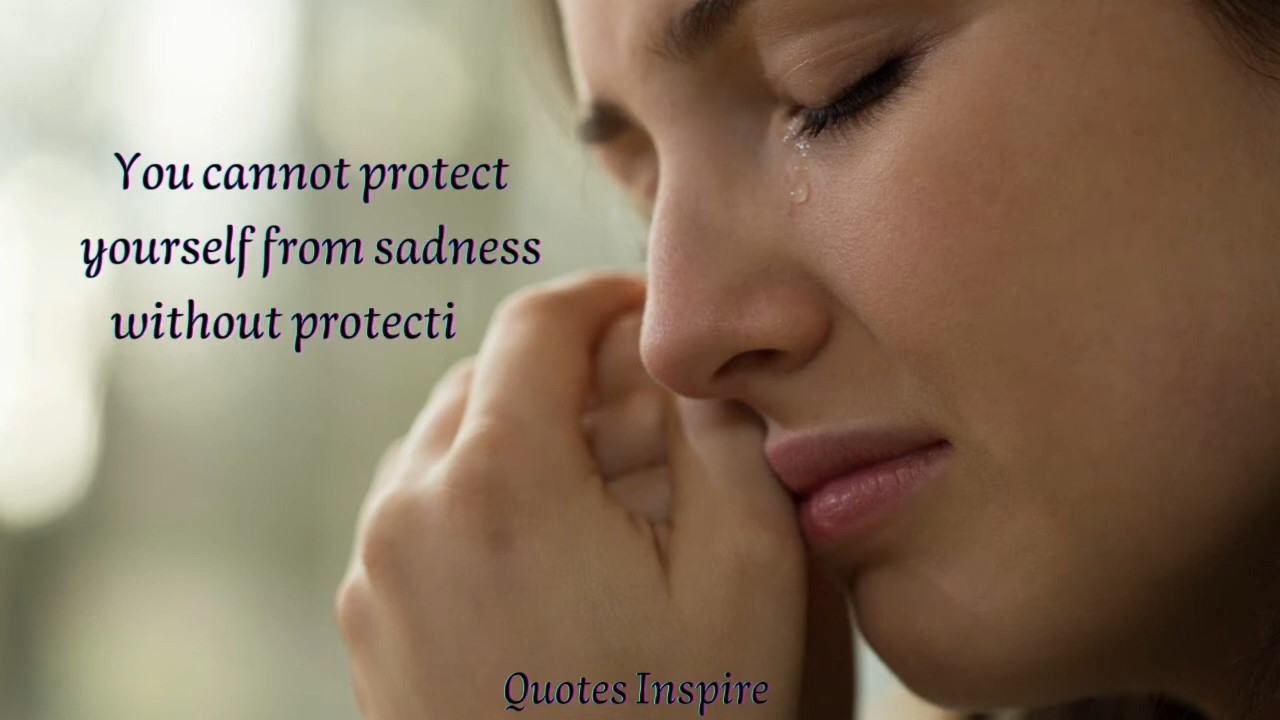 You cannot protect
yourself from sadness
without protecti
Quotes Inspire